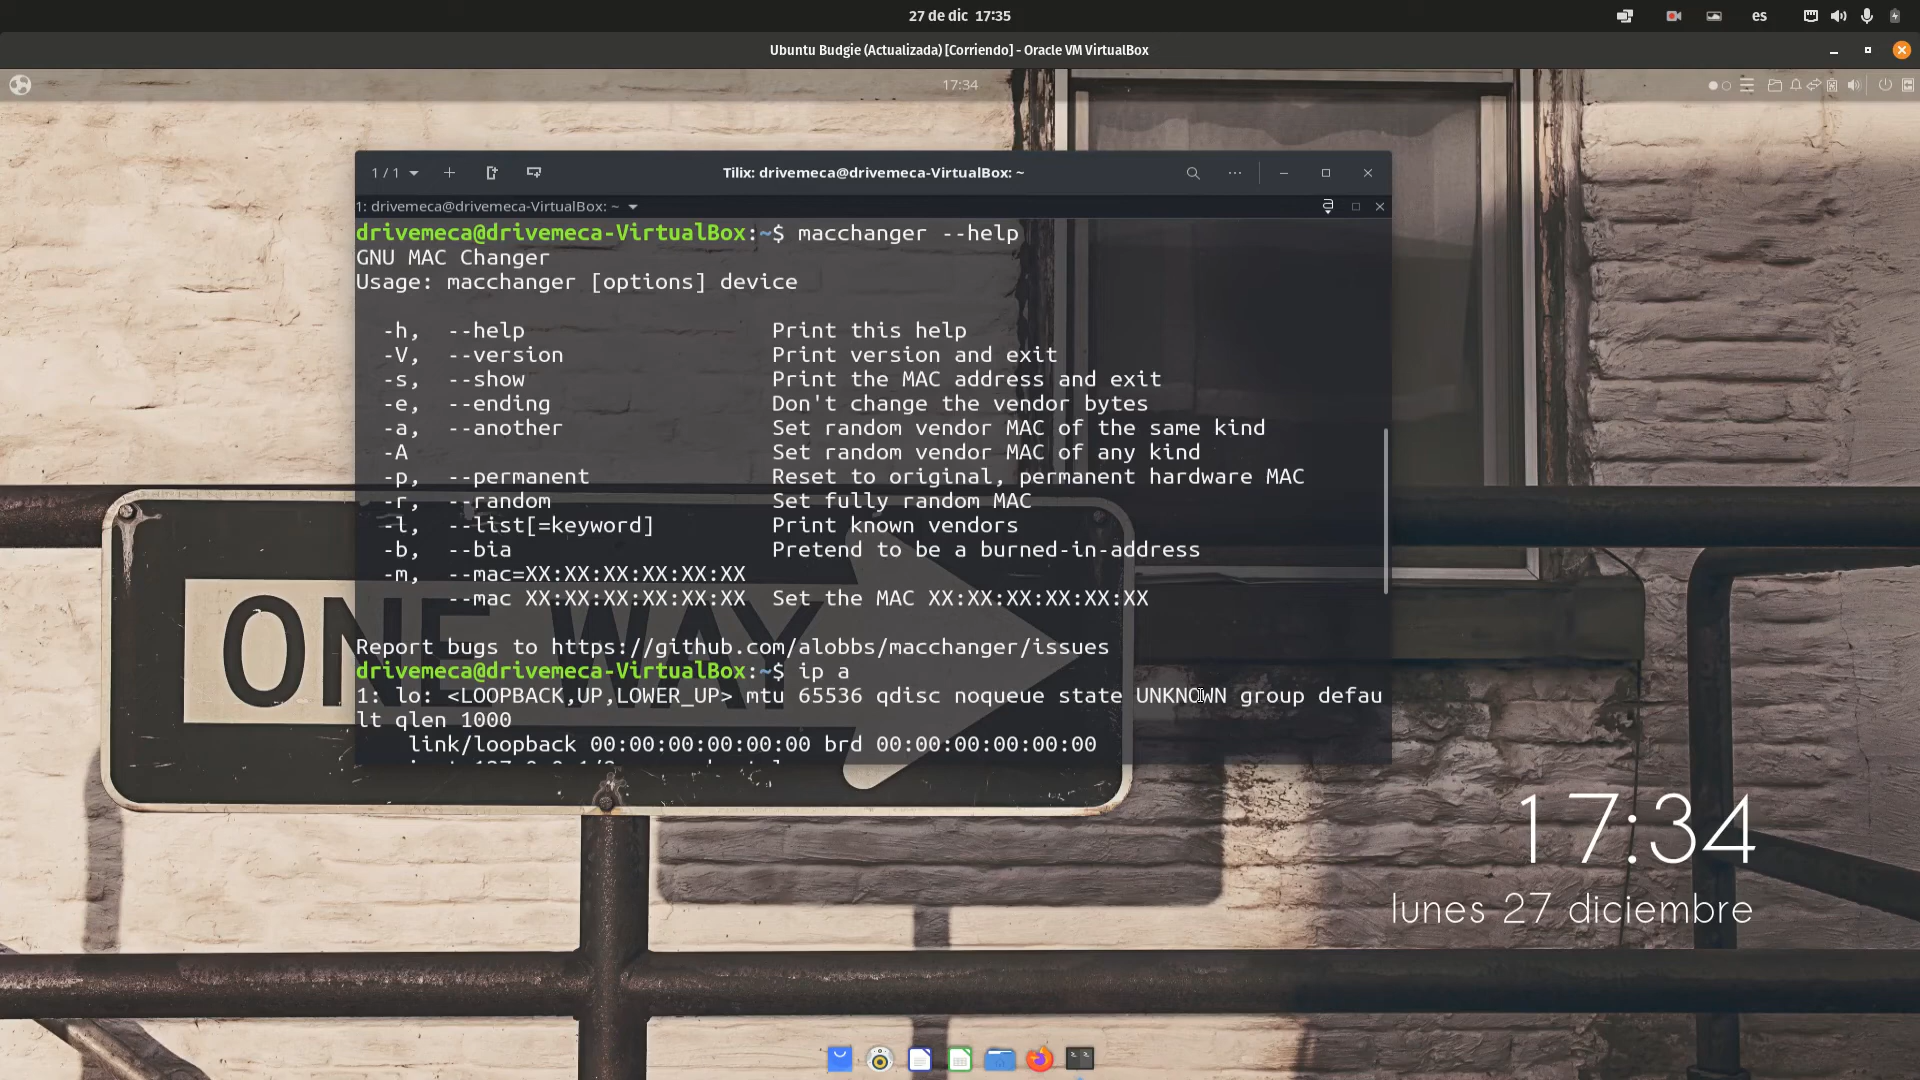 27 de dic 17:35
es
Ubuntu Budgie (Actualizada) [Corriendo] - Oracle VM VirtualBox
17:34
1 / 1
Tilix: drivemeca@drivemeca-VirtualBox: ~
1: drivemeca@drivemeca-VirtualBox: ~
drivemeca@drivemeca-VirtualBox:~$ macchanger --help
GNU MAC Changer
Usage: macchanger [options] device
-h, --help Print this help
-V, --version Print version and exit
-s, --show Print the MAC address and exit
-e, --ending Don't change the vendor bytes
-a, --another Set random vendor MAC of the same kind
-A Set random vendor MAC of any kind
-p, --permanent Reset to original, permanent hardware MAC
-r, --random Set fully random MAC
-l, --list[=keyword] Print known vendors
-b, --bia Pretend to be a burned-in-address
-m, --mac=XX:XX:XX:XX:XX:XX
--mac XX:XX:XX:XX:XX:XX Set the MAC XX:XX:XX:XX:XX:XX
Report bugs to https://github.com/alobbs/macchanger/issues
drivemeca@drivemeca-VirtualBox:~$ ip a
1: lo: <LOOPBACK,UP,LOWER_UP> mtu 65536 qdisc noqueue state UNKNOWN group defau
lt qlen 1000
link/loopback 00:00:00:00:00:00 brd 00:00:00:00:00:00
ONE WAY
17:34
lunes 27 diciembre